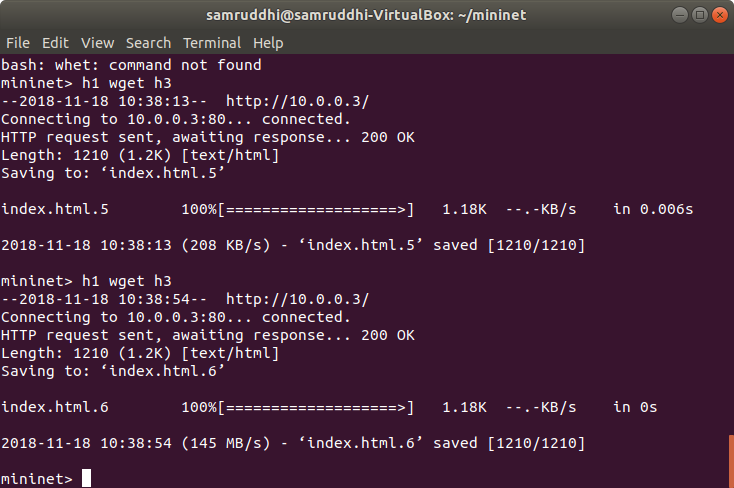 samruddhi@samruddhi-VirtualBox: ~/mininet
File Edit View Search Terminal Help
bash: whet: command not found
mininet> h1 wget h3
--2018-11-18 10:38:13--  http://10.0.0.3/
Connecting to 10.0.0.3:80... connected.
HTTP request sent, awaiting response... 200 OK
Length: 1210 (1.2K) [text/html]
Saving to: ‘index.html.5’
index.html.5        100%[===================>]   1.18K  --.-KB/s    in 0.006s
2018-11-18 10:38:13 (208 KB/s) - ‘index.html.5’ saved [1210/1210]
mininet> h1 wget h3
--2018-11-18 10:38:54--  http://10.0.0.3/
Connecting to 10.0.0.3:80... connected.
HTTP request sent, awaiting response... 200 OK
Length: 1210 (1.2K) [text/html]
Saving to: ‘index.html.6’
index.html.6        100%[===================>]   1.18K  --.-KB/s    in 0s
2018-11-18 10:38:54 (145 MB/s) - ‘index.html.6’ saved [1210/1210]
mininet>